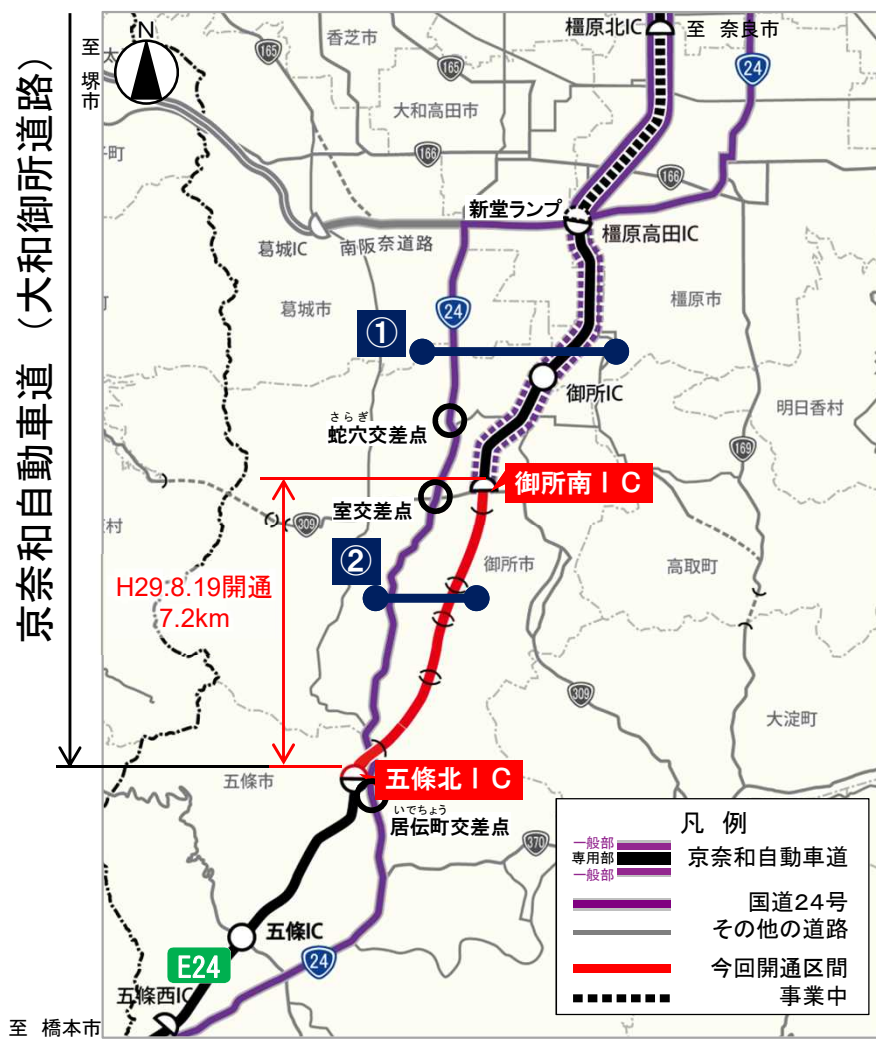 京奈和自動車道（大和御所道路）
至 堺市
N
165
香芝市
165
橿原北IC
至 奈良市
24
大和高田市
166
166
新堂ランプ
橿原高田IC
葛城IC
南阪奈道路
葛城市
24
橿原市
①
御所IC
明日香村
さらぎ
蛇穴交差点
169
御所南IC
室交差点
309
村
②
御所市
高取町
H29.8.19開通
7.2km
309
大淀町
五條市
五條北IC
いでちょう
居伝町交差点
370
五條IC
E24
24
五條西IC
至 橋本市
凡 例
一般部
専用部
一般部
京奈和自動車道
国道24号
その他の道路
今回開通区間
事業中